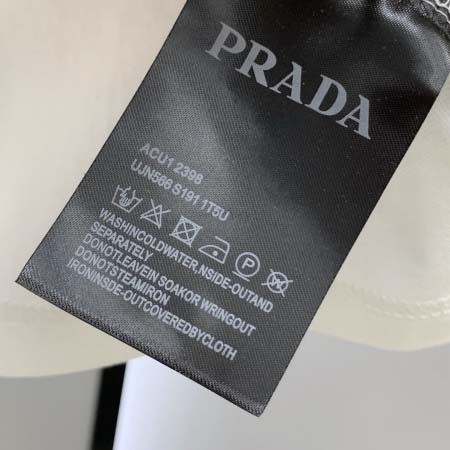 PRADA
ACU1 2398
UJN566 S191 1T5U
WASHINCOLDWATER,NSIDE-OUTAND
SEPARATELY
DONOTLEAVEIN SOAKOR WRINGOUT
DONOTSTEAMIRON
IRONINSDE-OUTCOVEREDBYCLOTH